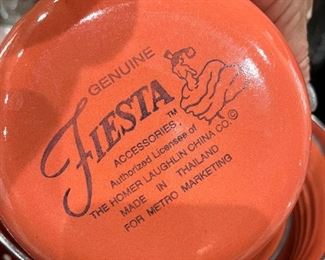 GENUINE
FIESTA
ACCESSORIES™
Authorized Licensee of
THE HOMER LAUGHLIN CHINA CO.©
MADE IN THAILAND
FOR METRO MARKETING